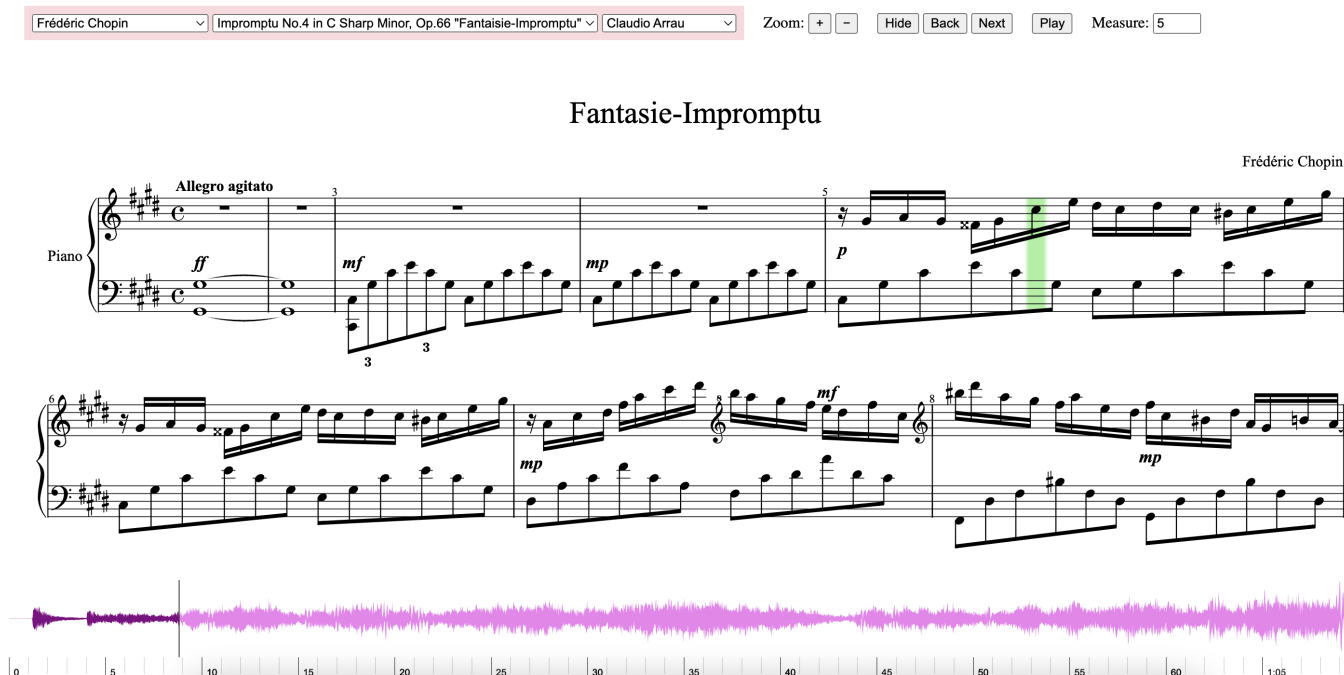 Frédéric Chopin Impromptu No.4 in C Sharp Minor, Op.66 "Fantaisie-Impromptu" Claudio Arrau Zoom: + − Hide Back Next Play Measure: 5
Fantasie-Impromptu
Frédéric Chopin
Allegro agitato
3 5
p
Piano
ff mf mp
3 3
6 8 8
mf
mp mp
0 5 10 15 20 25 30 35 40 45 50 55 60 1:05